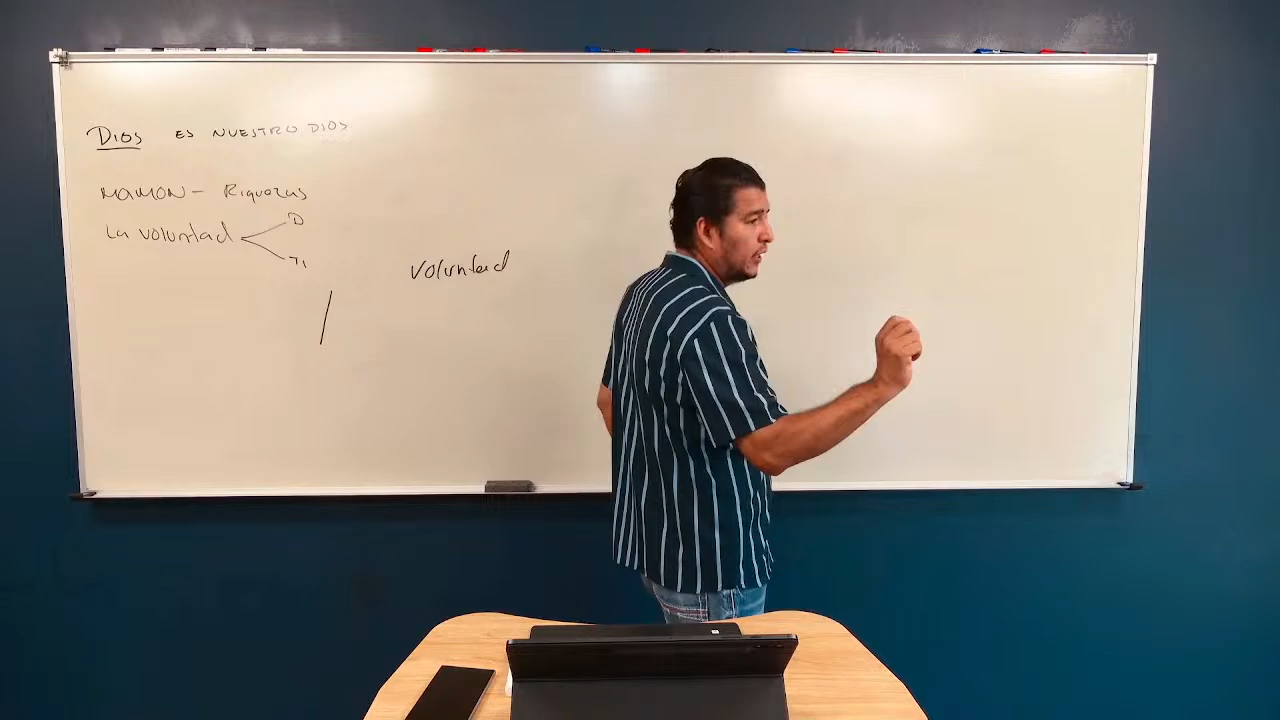 DIOS ES NUESTRO DIOS
MAMON - Riquezas
La voluntad
D
voluntad